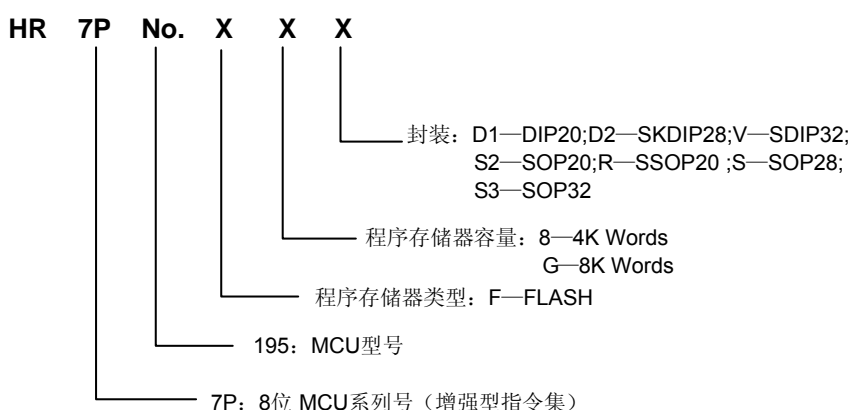 HR 7P No. X X X
封装：D1—DIP20;D2—SKDIP28;V—SDIP32;
S2—SOP20;R—SSOP20 ;S—SOP28;
S3—SOP32
程序存储器容量：8—4K Words
G—8K Words
程序存储器类型：F—FLASH
195：MCU型号
7P：8位 MCU系列号（增强型指令集）